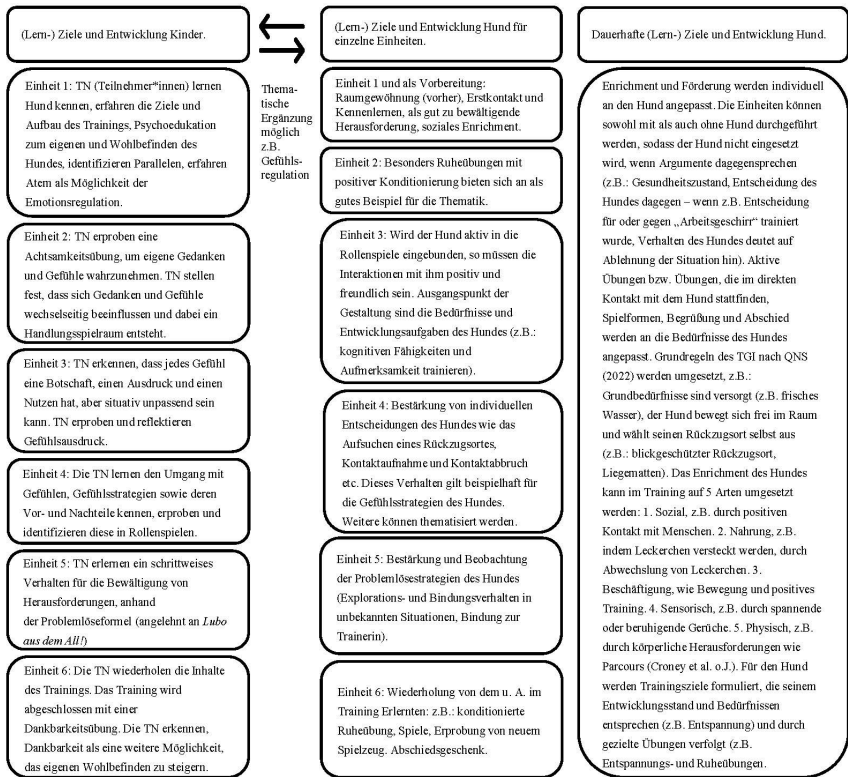 (Lern-) Ziele und Entwicklung Kinder.
(Lern-) Ziele und Entwicklung Hund für
einzelne Einheiten.
Dauerhafte (Lern-) Ziele und Entwicklung Hund.
Einheit 1: TN (Teilnehmer*innen) lernen
Hund kennen, erfahren die Ziele und
Aufbau des Trainings, Psychoedukation
zum eigenen und Wohlbefinden des
Hundes, identifizieren Parallelen, erfahren
Atem als Möglichkeit der
Emotionsregulation.
Einheit 2: TN erproben eine
Achtsamkeitsübung, um eigene Gedanken
und Gefühle wahrzunehmen. TN stellen
fest, dass sich Gedanken und Gefühle
wechselseitig beeinflussen und dabei ein
Handlungsspielraum entsteht.
Einheit 3: TN erkennen, dass jedes Gefühl
eine Botschaft, einen Ausdruck und einen
Nutzen hat, aber situativ unpassend sein
kann. TN erproben und reflektieren
Gefühlsausdruck.
Einheit 4: Die TN lernen den Umgang mit
Gefühlen, Gefühlsstrategien sowie deren
Vor- und Nachteile kennen, erproben und
identifizieren diese in Rollenspielen.
Einheit 5: TN erlernen ein schrittweises
Verhalten für die Bewältigung von
Herausforderungen, anhand
der Problemlöseformel (angelehnt an Lubo
aus dem All!)
Einheit 6: Die TN wiederholen die Inhalte
des Trainings. Das Training wird
abgeschlossen mit einer
Dankbarkeitsübung. Die TN erkennen,
Dankbarkeit als eine weitere Möglichkeit,
das eigenen Wohlbefinden zu steigern.
Thema-
tische
Ergänzung
möglich
z.B.
Gefühls-
regulation
Einheit 1 und als Vorbereitung:
Raumgewöhnung (vorher), Erstkontakt und
Kennenlernen, als gut zu bewältigende
Herausforderung, soziales Enrichment.
Einheit 2: Besonders Ruheübungen mit
positiver Konditionierung bieten sich an als
gutes Beispiel für die Thematik.
Einheit 3: Wird der Hund aktiv in die
Rollenspiele eingebunden, so müssen die
Interaktionen mit ihm positiv und
freundlich sein. Ausgangspunkt der
Gestaltung sind die Bedürfnisse und
Entwicklungsaufgaben des Hundes (z.B.:
kognitiven Fähigkeiten und
Aufmerksamkeit trainieren).
Einheit 4: Bestärkung von individuellen
Entscheidungen des Hundes wie das
Aufsuchen eines Rückzugsortes,
Kontaktaufnahme und Kontaktabbruch
etc. Dieses Verhalten gilt beispielhaft für
die Gefühlsstrategien des Hundes.
Weitere können thematisiert werden.
Einheit 5: Bestärkung und Beobachtung
der Problemlösestrategien des Hundes
(Explorations- und Bindungsverhalten in
unbekannten Situationen, Bindung zur
Trainerin).
Einheit 6: Wiederholung von dem u. A. im
Training Erlernten: z.B.: konditionierte
Ruheübung, Spiele, Erprobung von neuem
Spielzeug. Abschiedsgeschenk.
Enrichment und Förderung werden individuell
an den Hund angepasst. Die Einheiten können
sowohl mit als auch ohne Hund durchgeführt
werden, sodass der Hund nicht eingesetzt
wird, wenn Argumente dagegensprechen
(z.B.: Gesundheitszustand, Entscheidung des
Hundes dagegen – wenn z.B. Entscheidung
für oder gegen „Arbeitsgeschirr“ trainiert
wurde, Verhalten des Hundes deutet auf
Ablehnung der Situation hin). Aktive
Übungen bzw. Übungen, die im direkten
Kontakt mit dem Hund stattfinden,
Spielformen, Begrüßung und Abschied
werden an die Bedürfnisse des Hundes
angepasst. Grundregeln des TGI nach QNS
(2022) werden umgesetzt, z.B.:
Grundbedürfnisse sind versorgt (z.B. frisches
Wasser), der Hund bewegt sich frei im Raum
und wählt seinen Rückzugsort selbst aus
(z.B.: blickgeschützter Rückzugsort,
Liegematten). Das Enrichment des Hundes
kann im Training auf 5 Arten umgesetzt
werden: 1. Sozial, z.B. durch positiven
Kontakt mit Menschen. 2. Nahrung, z.B.
indem Leckerchen versteckt werden, durch
Abwechslung von Leckerchen. 3.
Beschäftigung, wie Bewegung und positives
Training. 4. Sensorisch, z.B. durch spannende
oder beruhigende Gerüche. 5. Physisch, z.B.
durch körperliche Herausforderungen wie
Parcours (Croney et al. o.J.). Für den Hund
werden Trainingsziele formuliert, die seinem
Entwicklungsstand und Bedürfnissen
entsprechen (z.B. Entspannung) und durch
gezielte Übungen verfolgt (z.B.
Entspannungs- und Ruheübungen.